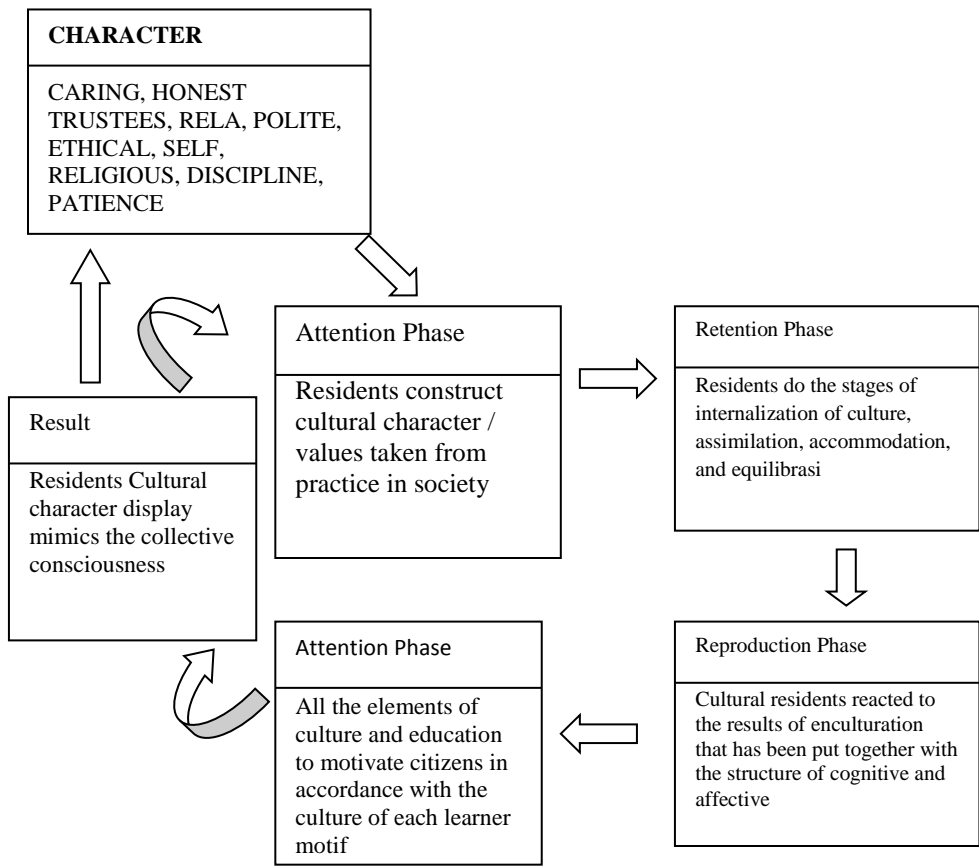 CHARACTER
CARING, HONEST
TRUSTEES, RELA, POLITE,
ETHICAL, SELF,
RELIGIOUS, DISCIPLINE,
PATIENCE
Attention Phase
Residents construct
cultural character /
values taken from
practice in society
Retention Phase
Residents do the stages of
internalization of culture,
assimilation, accommodation,
and equilibrasi
Result
Residents Cultural
character display
mimics the collective
consciousness
Attention Phase
All the elements of
culture and education
to motivate citizens in
accordance with the
culture of each learner
motif
Reproduction Phase
Cultural residents reacted to
the results of enculturation
that has been put together with
the structure of cognitive and
affective